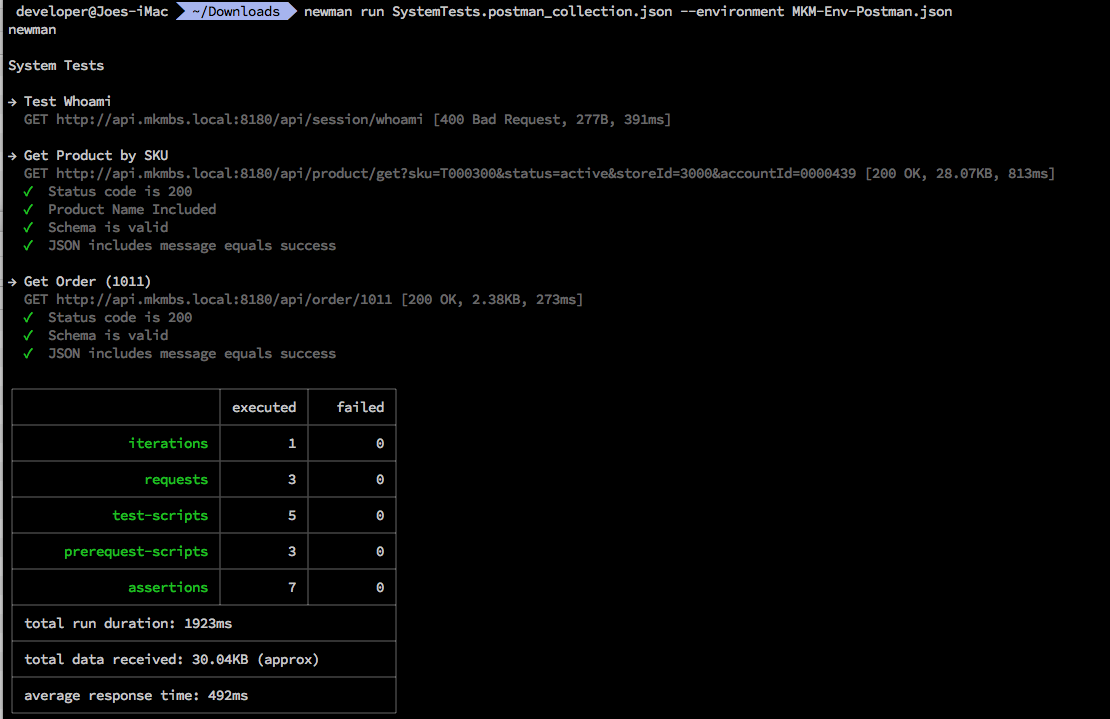 developer@Joes-iMac ~/Downloads newman run SystemTests.postman_collection.json --environment MKM-Env-Postman.json
newman
System Tests
→ Test Whoami
GET http://api.mkmbs.local:8180/api/session/whoami [400 Bad Request, 277B, 391ms]
→ Get Product by SKU
GET http://api.mkmbs.local:8180/api/product/get?sku=T000300&status=active&storeId=3000&accountId=0000439 [200 OK, 28.07KB, 813ms]
✓ Status code is 200
✓ Product Name Included
✓ Schema is valid
✓ JSON includes message equals success
→ Get Order (1011)
GET http://api.mkmbs.local:8180/api/order/1011 [200 OK, 2.38KB, 273ms]
✓ Status code is 200
✓ Schema is valid
✓ JSON includes message equals success
executed failed
iterations 1 0
requests 3 0
test-scripts 5 0
prerequest-scripts 3 0
assertions 7 0
total run duration: 1923ms
total data received: 30.04KB (approx)
average response time: 492ms